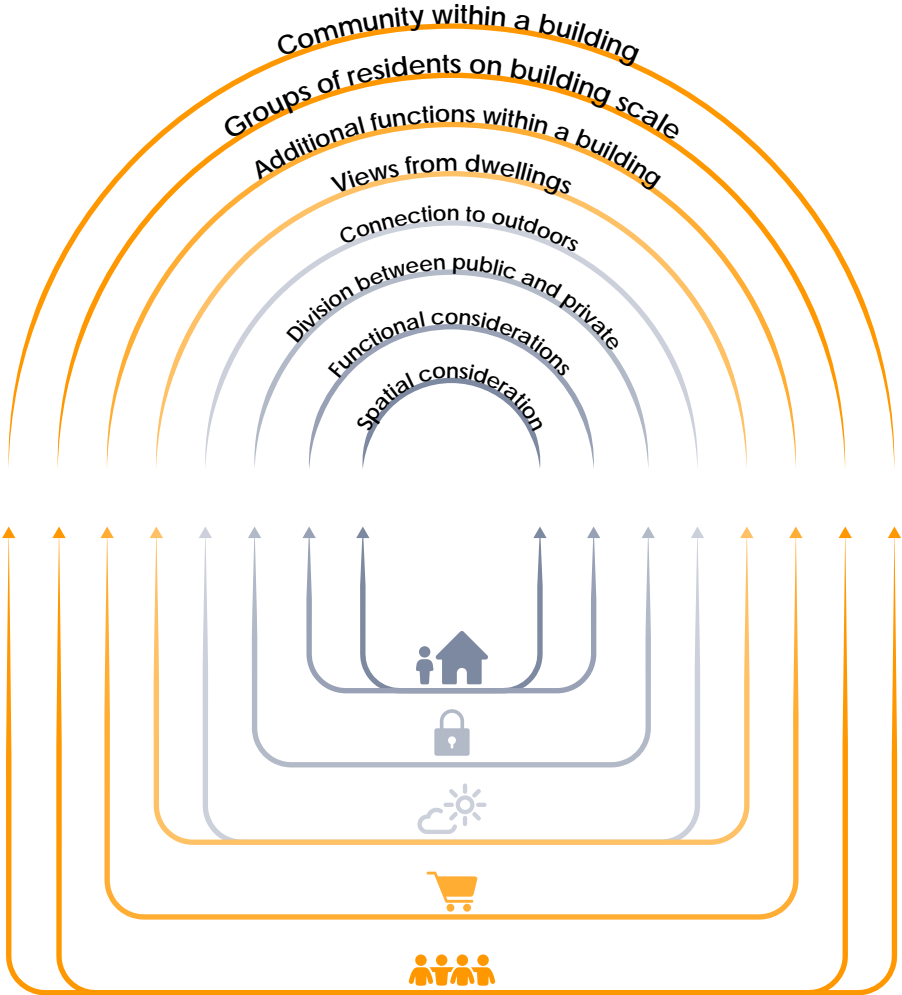 Community within a building
Groups of residents on building scale
Additional functions within a building
Views from dwellings
Connection to outdoors
Division between public and private
Functional considerations
Spatial consideration